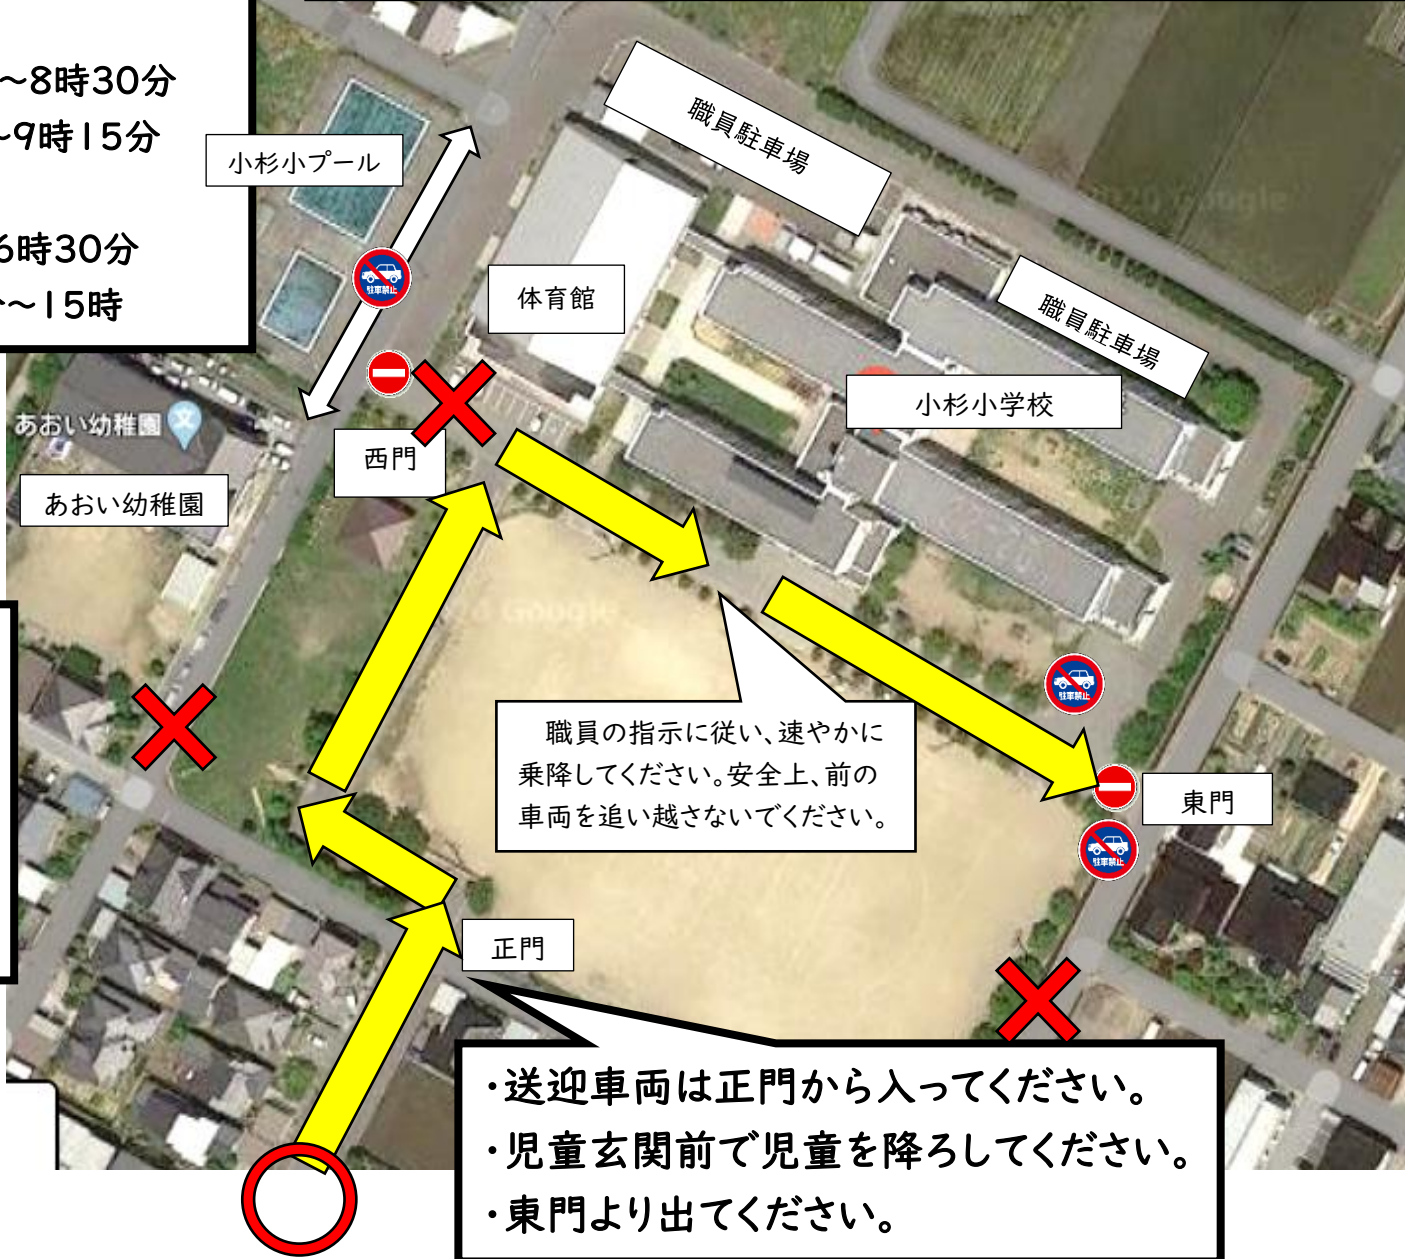 ～8時30分
～9時15分
6時30分
～15時
小杉小プール
職員駐車場
体育館
職員駐車場
小杉小学校
駐車禁止
あおい幼稚園
西門
あおい幼稚園
職員の指示に従い、速やかに
乗降してください。安全上、前の
車両を追い越さないでください。
駐車禁止
東門
駐車禁止
正門
・送迎車両は正門から入ってください。
・児童玄関前で児童を降ろしてください。
・東門より出てください。